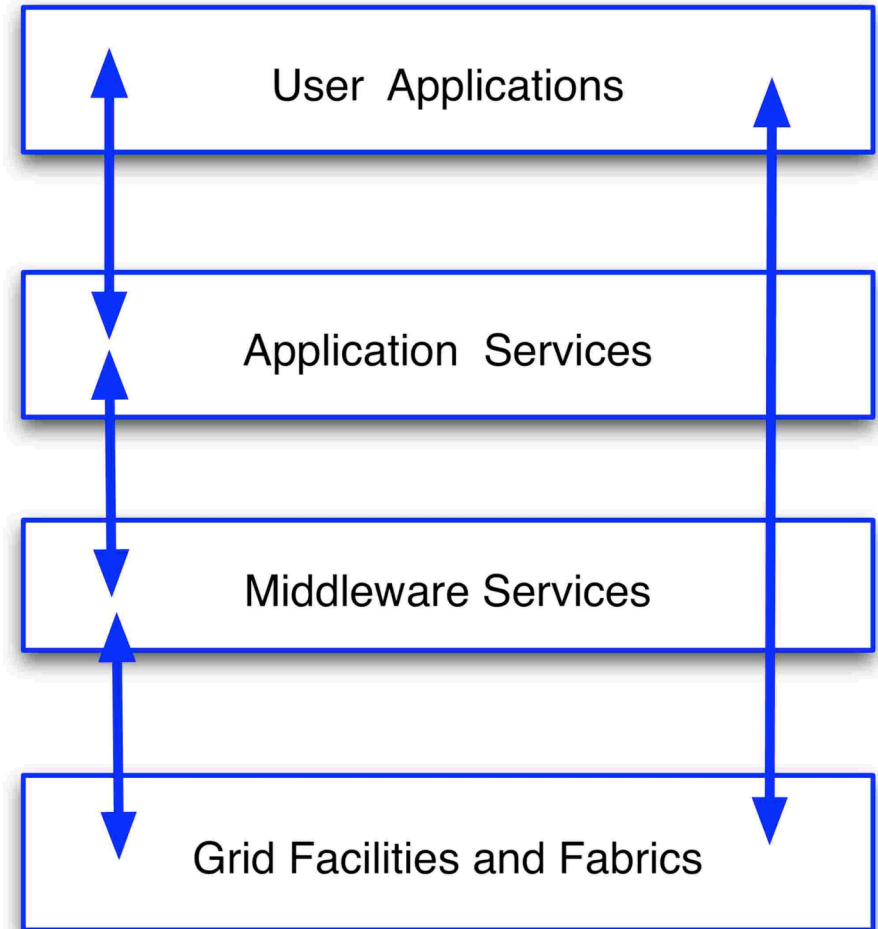 User Applications
Application Services
Middleware Services
Grid Facilities and Fabrics